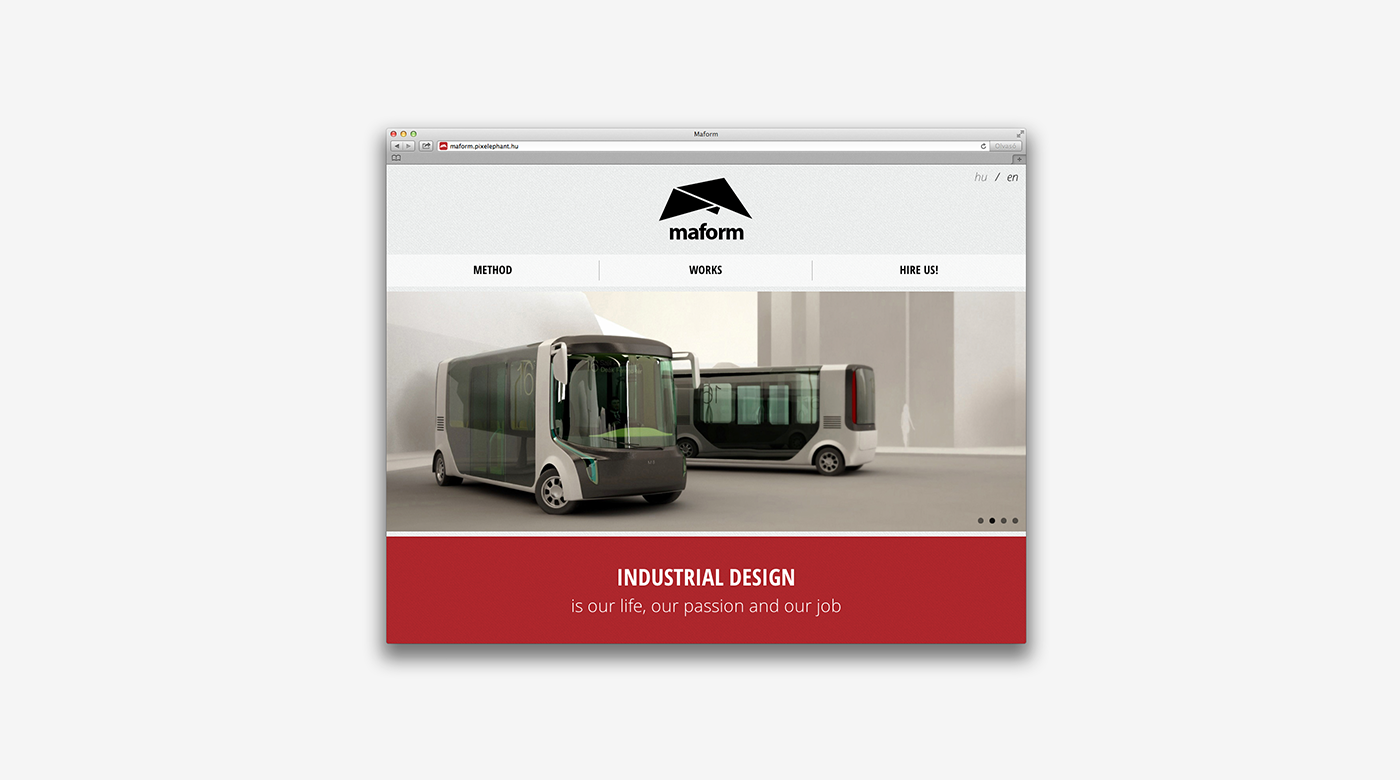 Maform
maform.pixelephant.hu
Olvasó
hu / en
maform
METHOD
WORKS
HIRE US!
INDUSTRIAL DESIGN
is our life, our passion and our job